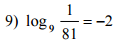 9) log₉ 1/81 = −2